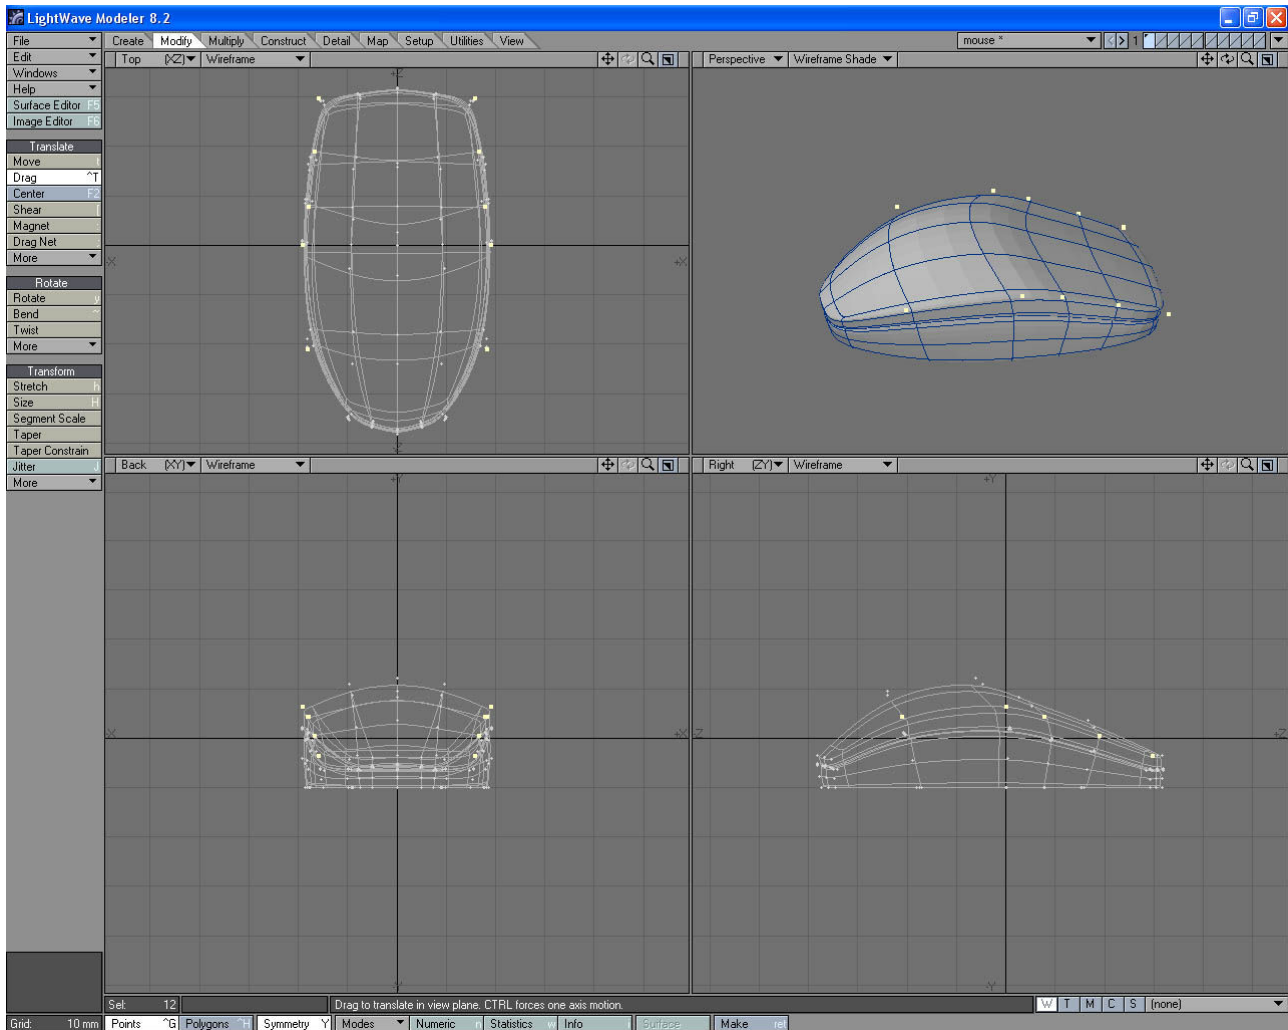 LightWave Modeler 8.2
File
Edit
Windows
Help
Surface Editor F5
Image Editor F6
Create Modify Multiply Construct Detail Map Setup Utilities View mouse * 1
Top (XZ) Wireframe
Perspective Wireframe Shade
Translate
Move
Drag ^T
Center F2
Shear [
Magnet :
Drag Net ;
More
Rotate
Rotate y
Bend ~
Twist
More
Transform
Stretch h
Size H
Segment Scale
Taper
Taper Constrain
Jitter J
More
+Z
-X
+X
-Z
Back (XY) Wireframe
Right (ZY) Wireframe
+Y
-X
+X
-Y
+Y
-Z
+Z
-Y
Sel: 12 Drag to translate in view plane. CTRL forces one axis motion. W T M C S (none)
Grid: 10 mm Points ^G Polygons ^H Symmetry Y Modes Numeric n Statistics w Info i Surface Make ret